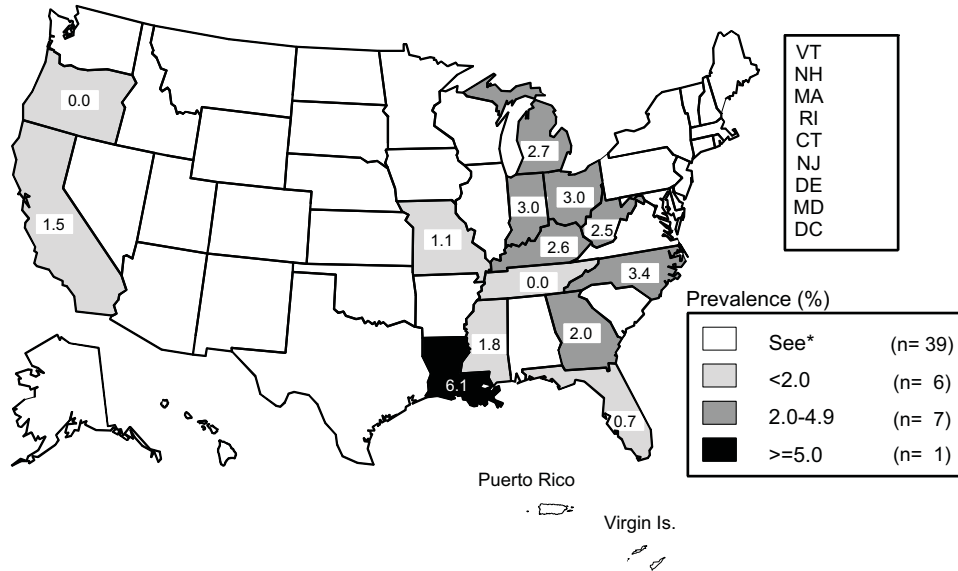 VT
NH
MA
RI
CT
NJ
DE
MD
DC
0.0
2.7
1.5
3.0
3.0
1.1
2.5
2.6
0.0
3.4
2.0
1.8
6.1
0.7
Prevalence (%)
See* (n= 39)
<2.0 (n= 6)
2.0-4.9 (n= 7)
>=5.0 (n= 1)
Puerto Rico
Virgin Is.